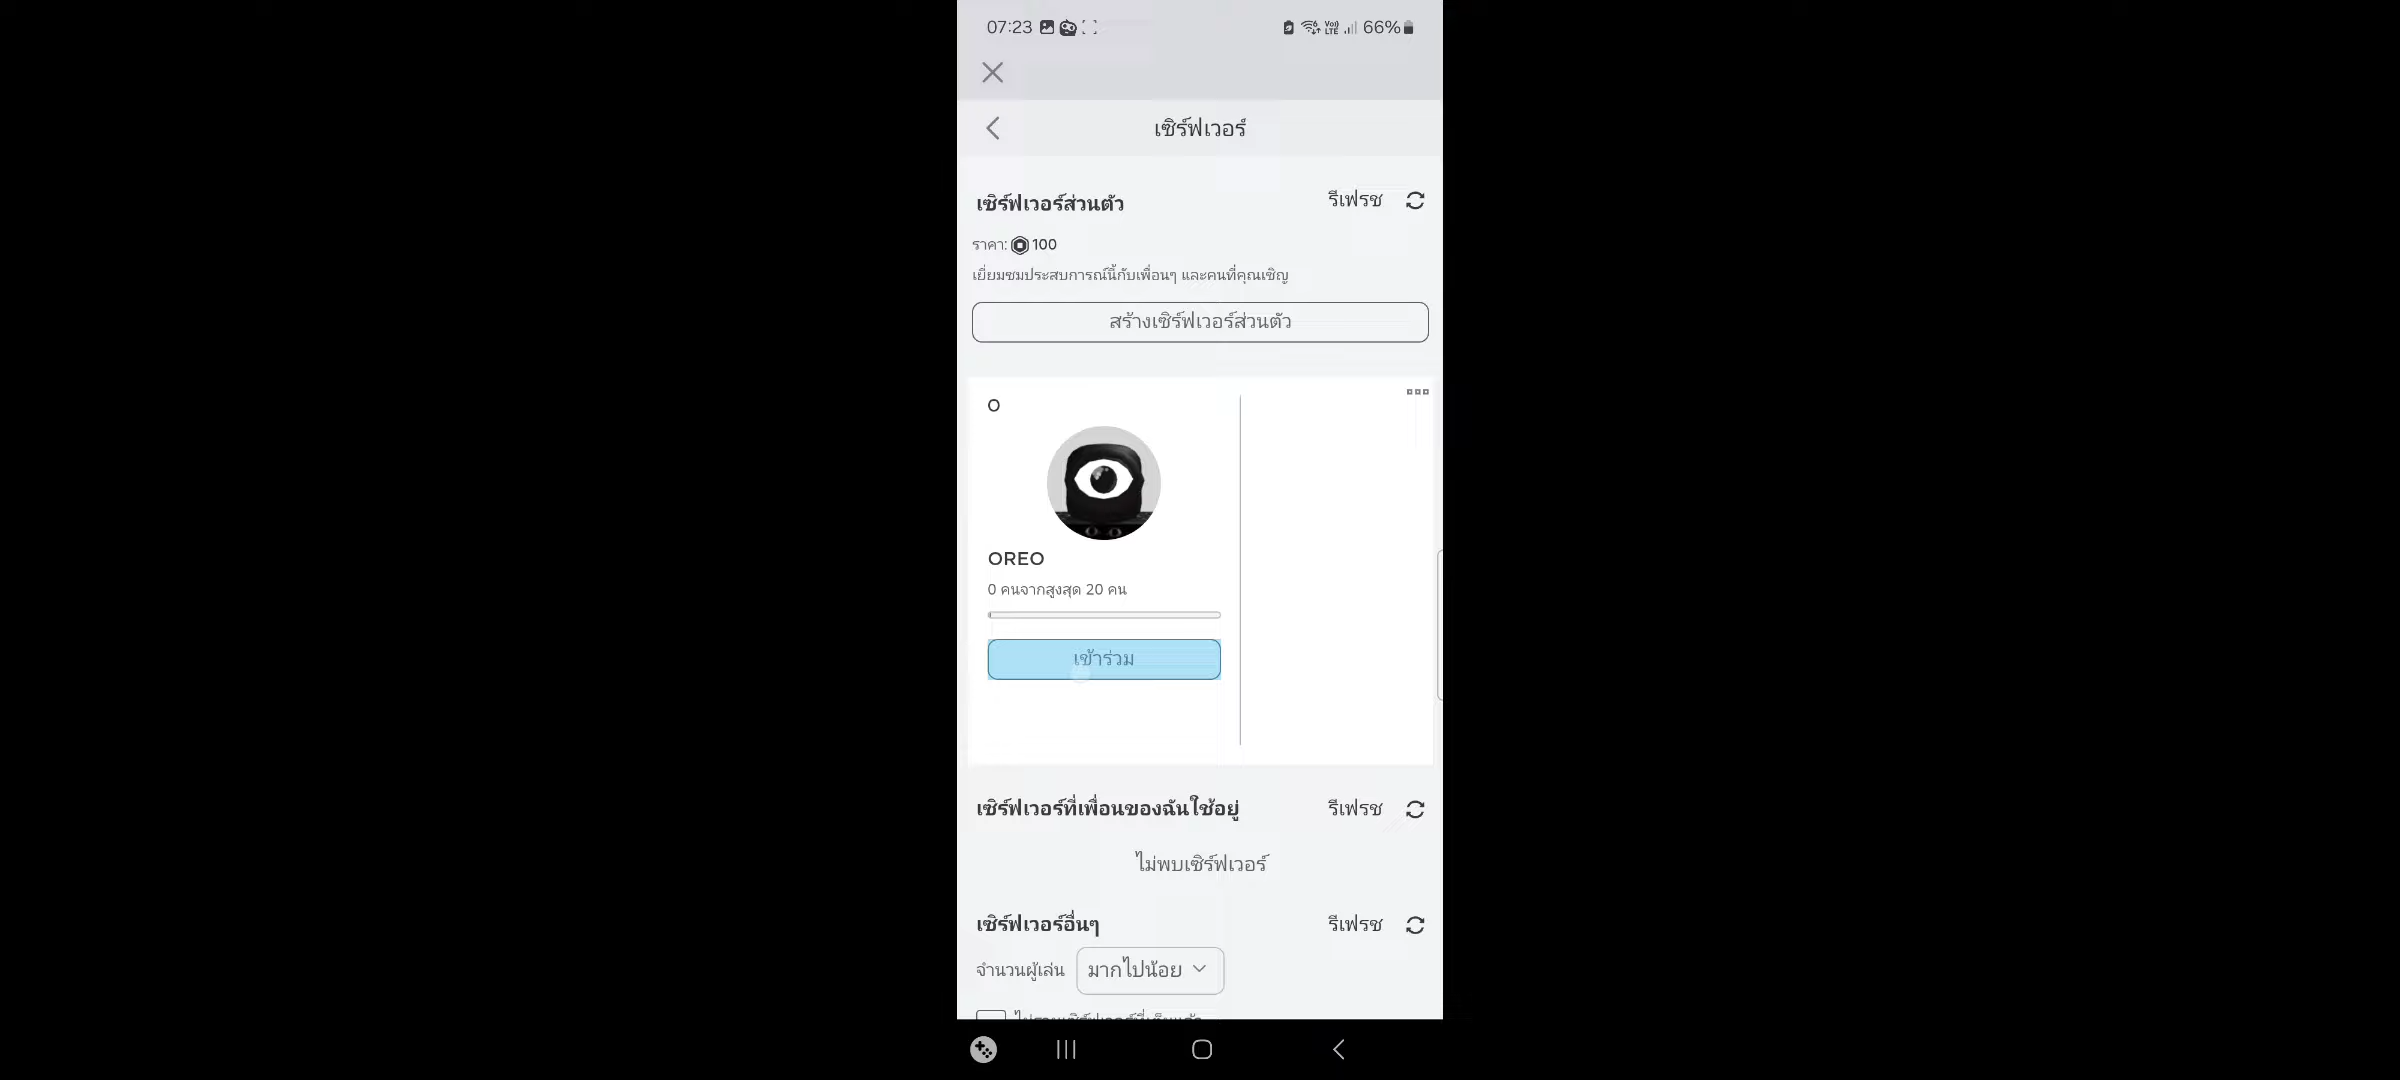 07:23
Vo)) LTE
66%
เซิร์ฟเวอร์
เซิร์ฟเวอร์ส่วนตัว
รีเฟรช
ราคา: 100
เยี่ยมชมประสบการณ์นี้กับเพื่อนๆ และคนที่คุณเชิญ
สร้างเซิร์ฟเวอร์ส่วนตัว
O
OREO
0 คนจากสูงสุด 20 คน
เข้าร่วม
เซิร์ฟเวอร์ที่เพื่อนของฉันใช้อยู่
รีเฟรช
ไม่พบเซิร์ฟเวอร์
เซิร์ฟเวอร์อื่นๆ
รีเฟรช
จำนวนผู้เล่น มากไปน้อย